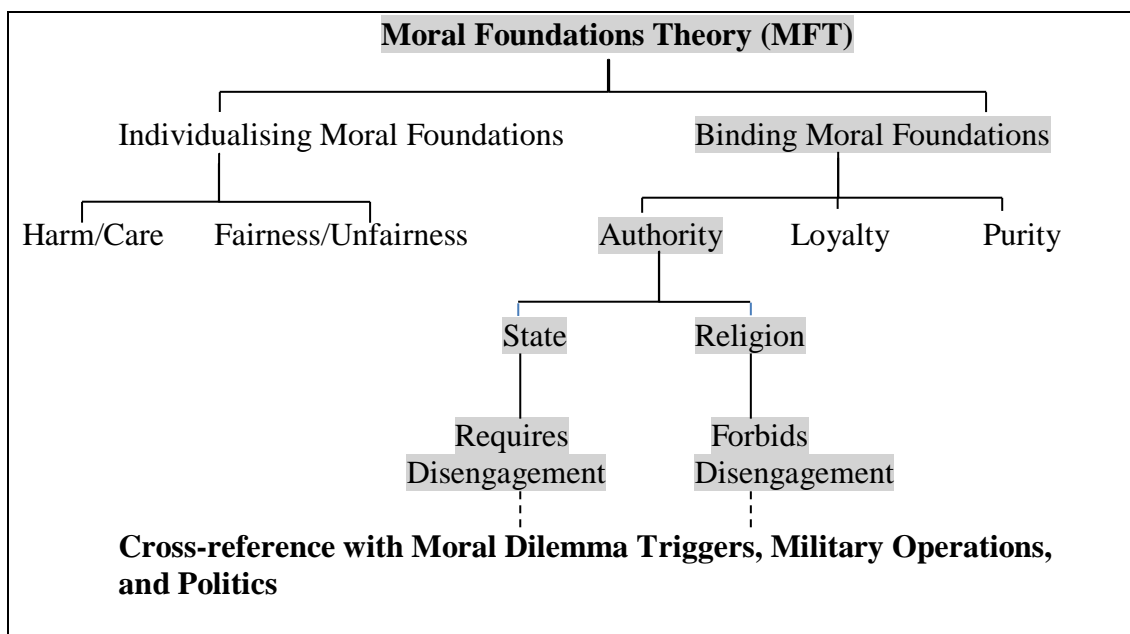 Moral Foundations Theory (MFT)
Individualising Moral Foundations
Binding Moral Foundations
Harm/Care
Fairness/Unfairness
Authority
Loyalty
Purity
State
Religion
Requires
Disengagement
Forbids
Disengagement
Cross-reference with Moral Dilemma Triggers, Military Operations,
and Politics